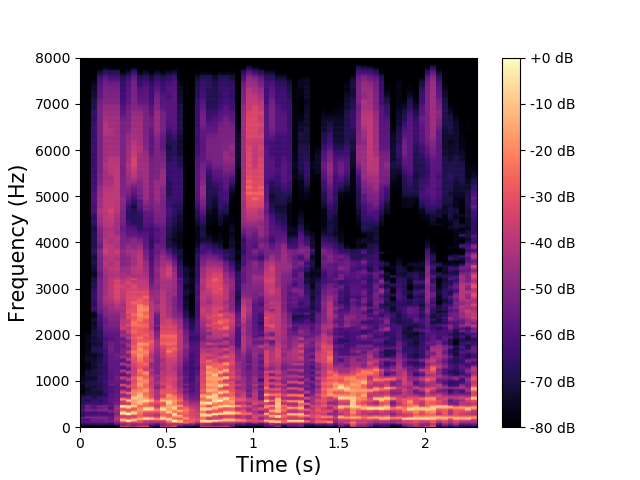 8000
7000
6000
5000
4000
3000
2000
1000
0
Frequency (Hz)
0
0.5
1
1.5
2
Time (s)
+0 dB
-10 dB
-20 dB
-30 dB
-40 dB
-50 dB
-60 dB
-70 dB
-80 dB